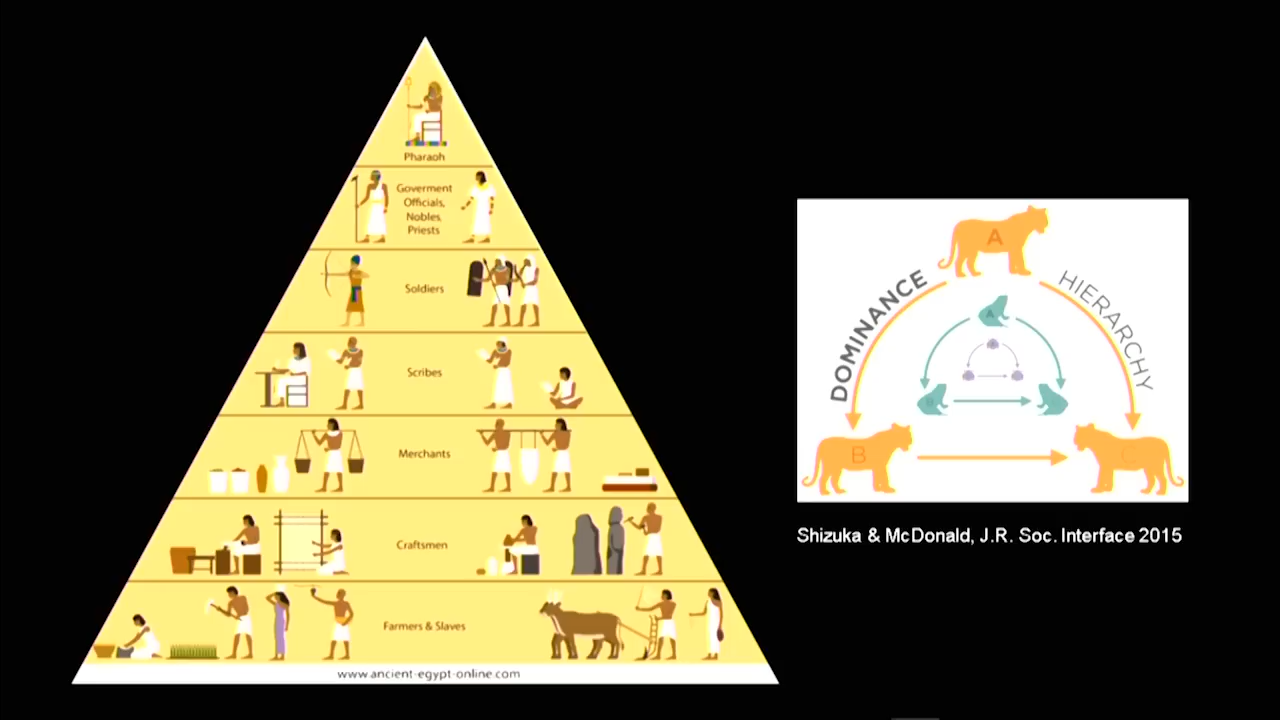 Pharaoh
Goverment
Officials,
Nobles,
Priests
Soldiers
Scribes
Merchants
Craftsmen
Farmers & Slaves
www.ancient-egypt-online.com
A
DOMINANCE
HIERARCHY
A
B
C
Shizuka & McDonald, J.R. Soc. Interface 2015